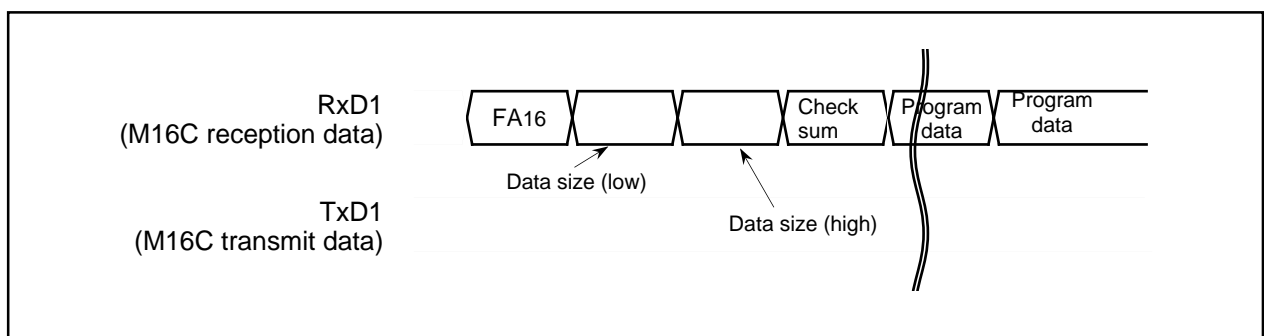 RxD1
(M16C reception data)
FA16
Check
sum
Program
data
Program
data
Data size (low)
Data size (high)
TxD1
(M16C transmit data)